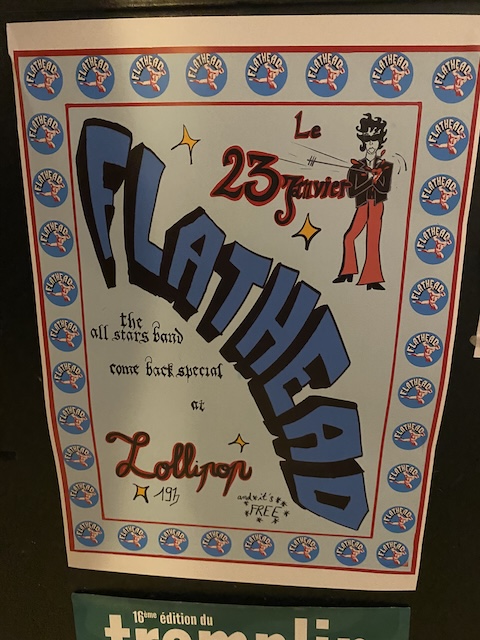 Le
23 Janvier
FLATHEAD
the
all stars band
come back special
at
Lollipop
19h
and it's
FREE
16ème édition du
tremplin